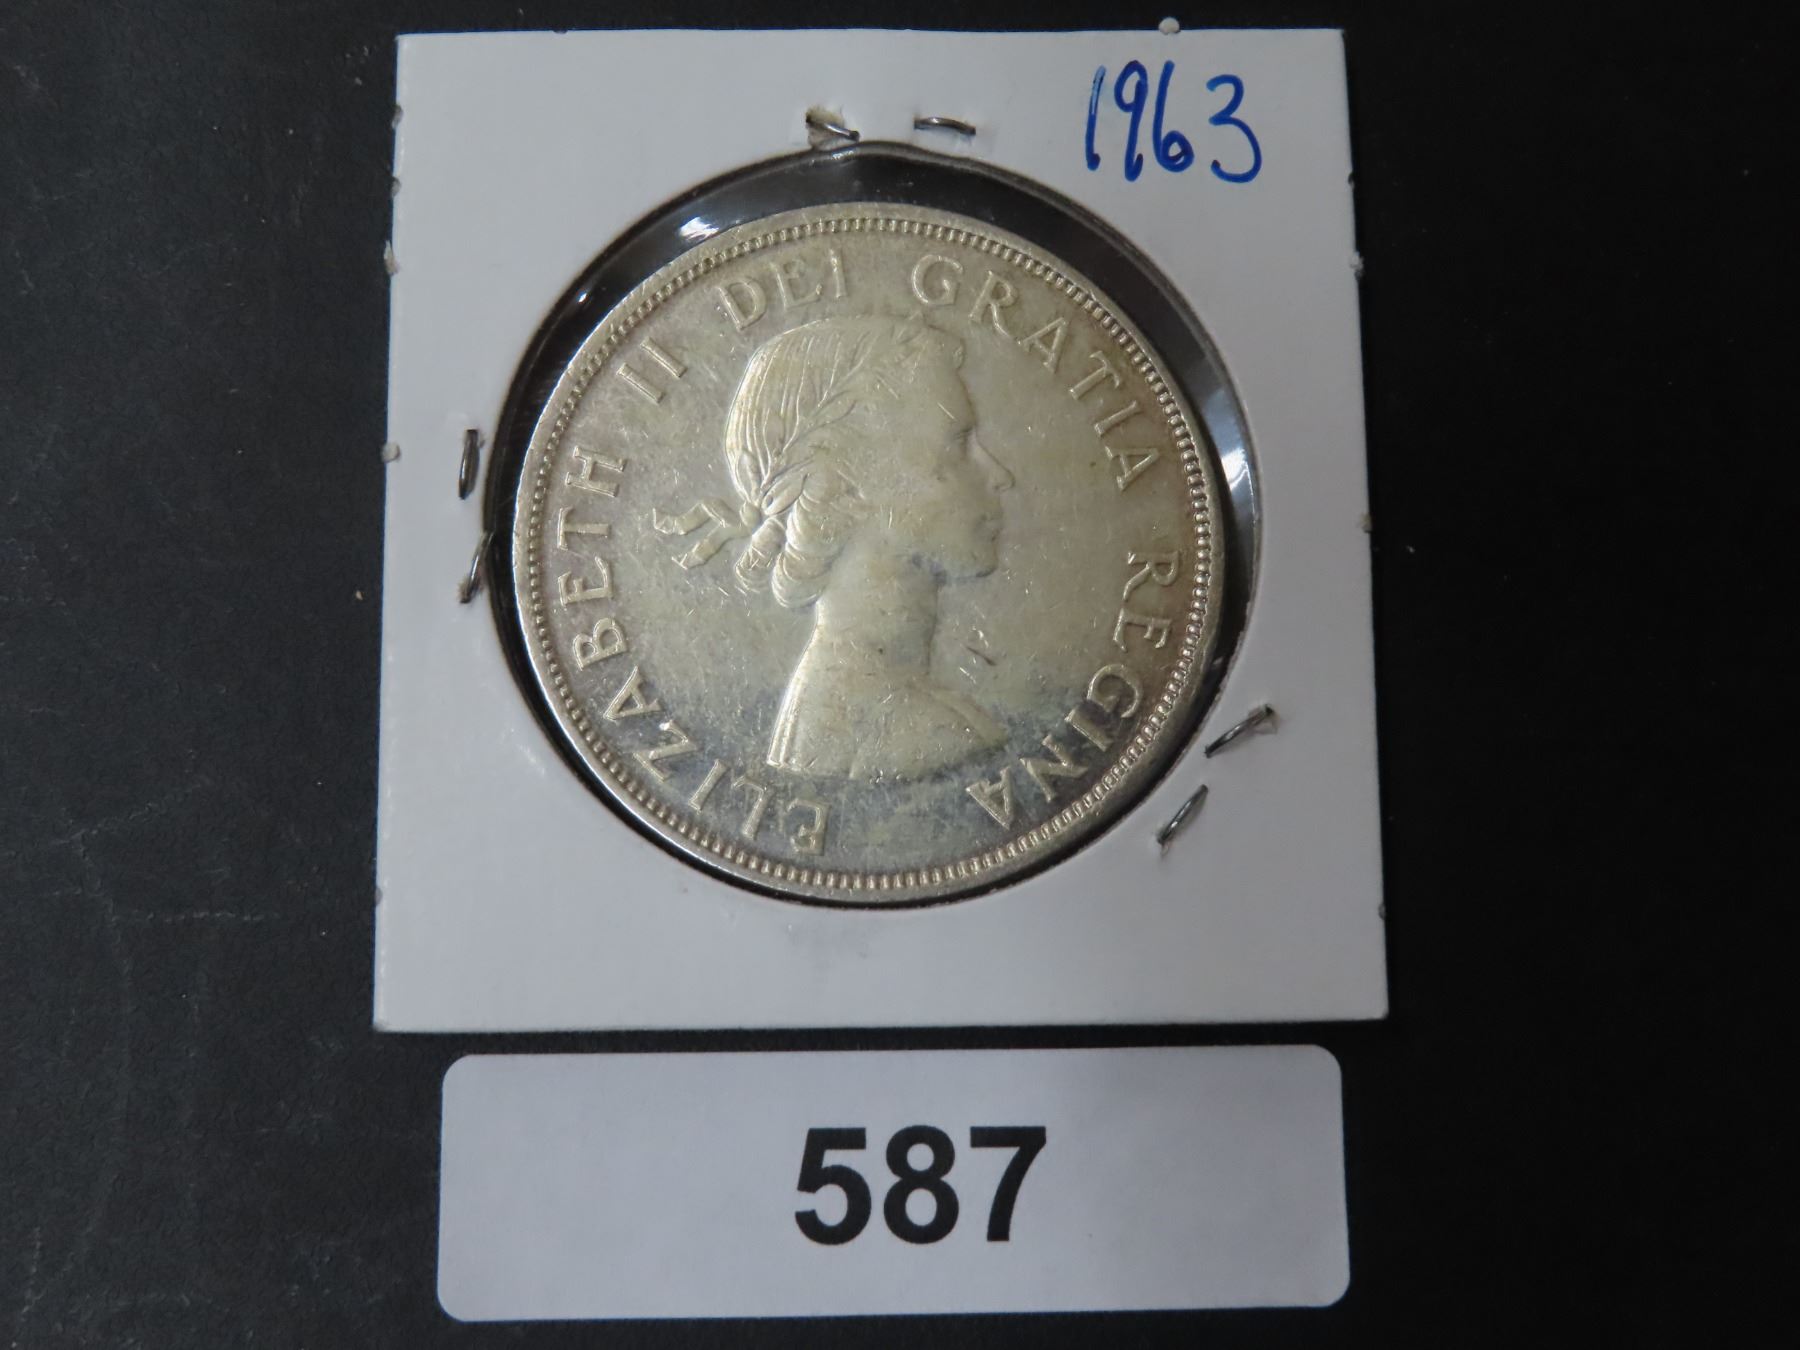 1963
ELIZABETH II DEI GRATIA REGINA
587